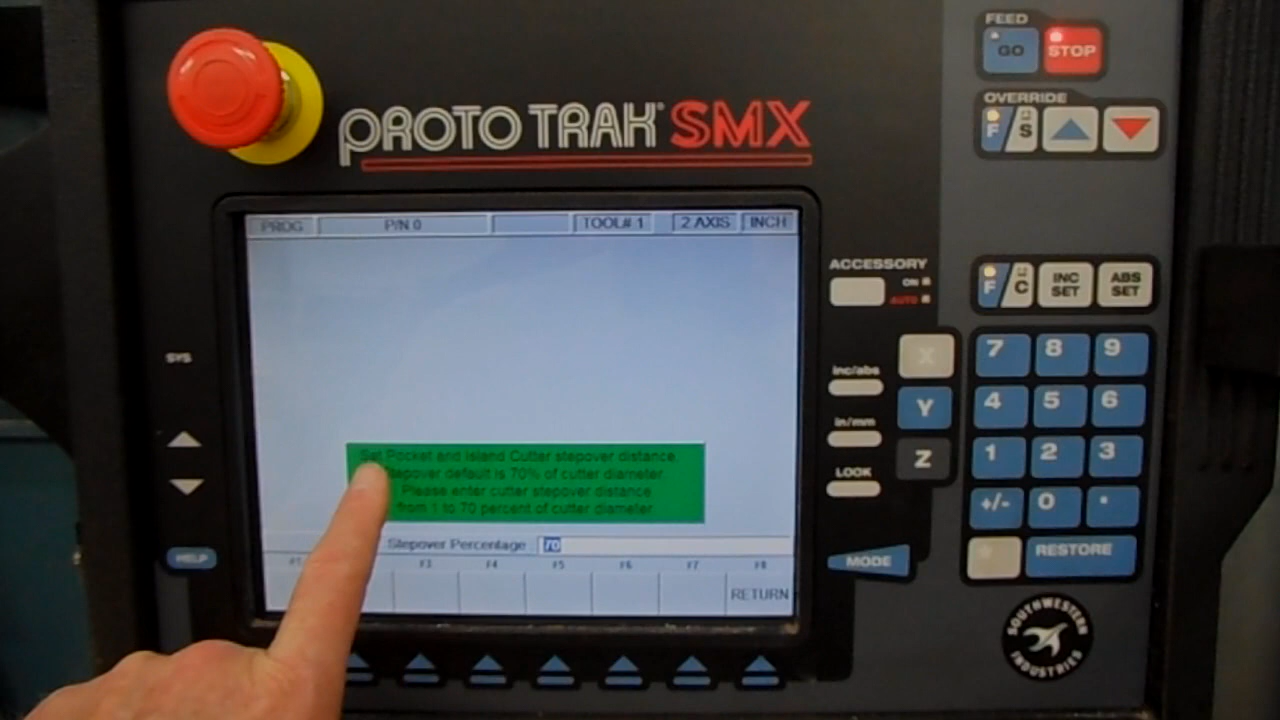 FEED
GO STOP
PROTO TRAK® SMX
OVERRIDE
F S
PROG P/N 0 TOOL# 1 2 AXIS INCH
ACCESSORY
ON
AUTO
F C INC SET ABS SET
SYS
inc/abs
X 7 8 9
in/mm
Y 4 5 6
LOOK
Z 1 2 3
Set Pocket and Island Cutter stepover distance.
Stepover default is 70% of cutter diameter
Please enter cutter stepover distance
from 1 to 70 percent of cutter diameter
+/- 0 .
Stepover Percentage 70
HELP
MODE
RESTORE
F1 F3 F4 F5 F6 F7 F8
RETURN
SOUTHWESTERN
INDUSTRIES